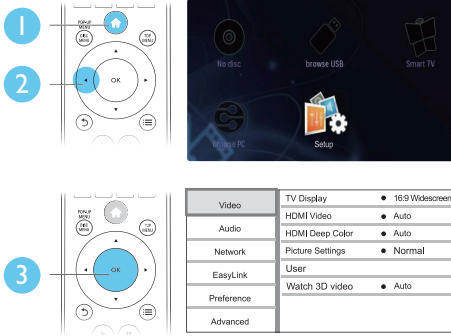 1
POP-UP MENU
DISC MENU
TOP MENU
OK
2
No disc
browse USB
Smart TV
browse PC
Setup
3
POP-UP MENU
DISC MENU
TOP MENU
OK
Video
Audio
Network
EasyLink
Preference
Advanced
TV Display • 16:9 Widescreen
HDMI Video • Auto
HDMI Deep Color • Auto
Picture Settings • Normal
User
Watch 3D video • Auto